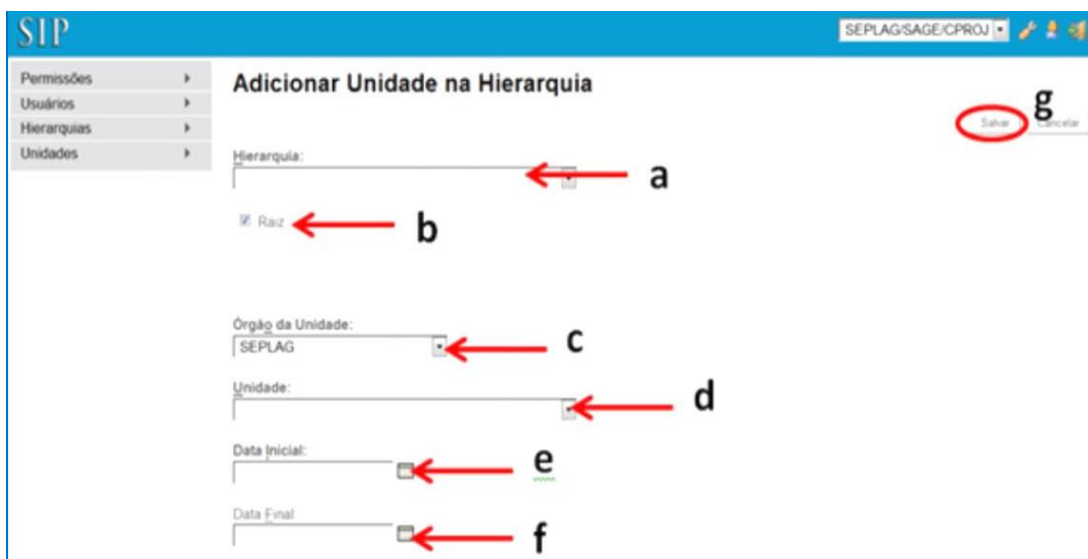 SIP
SEPLAG/SAGE/CPROJ
Permissões
Usuários
Hierarquias
Unidades
Adicionar Unidade na Hierarquia
g
Salvar Cancelar
Hierarquia:
a
Raiz
b
Órgão da Unidade:
SEPLAG
c
Unidade:
d
Data Inicial:
e
Data Final
f